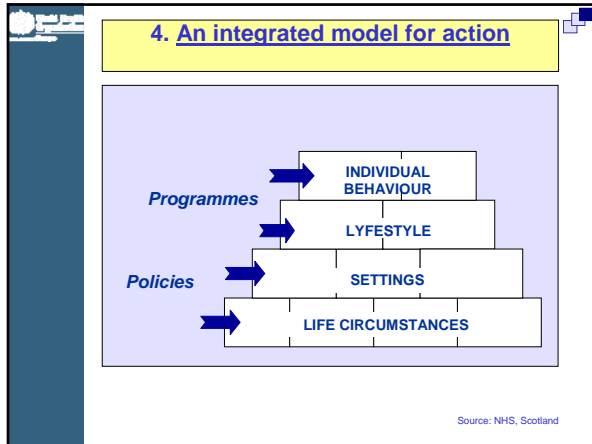 4. An integrated model for action
INDIVIDUAL
BEHAVIOUR
Programmes
LYFESTYLE
Policies
SETTINGS
LIFE CIRCUMSTANCES
Source: NHS, Scotland